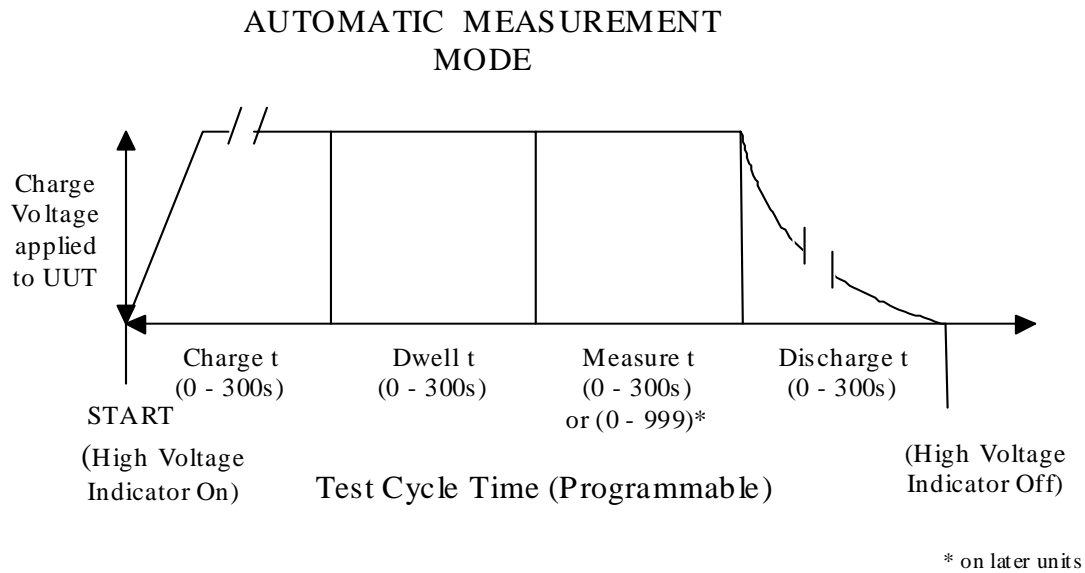 AUTOMATIC MEASUREMENT
MODE
Charge
Voltage
applied
to UUT
Charge t
(0 - 300s)
Dwell t
(0 - 300s)
Measure t
(0 - 300s)
or (0 - 999)*
Discharge t
(0 - 300s)
START
(High Voltage
Indicator On)
Test Cycle Time (Programmable)
(High Voltage
Indicator Off)
* on later units